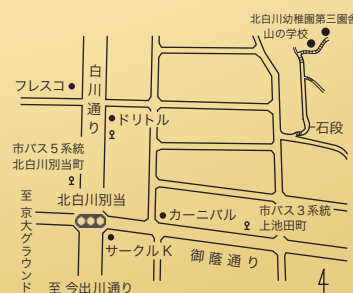 北白川幼稚園第三園舎
山の学校
白川通り
フレスコ
ドリトル
石段
市バス5系統
北白川別当町
至京大グラウンド
北白川別当
カーニバル
市バス3系統
上池田町
サークルK
御蔭通り
至 今出川通り